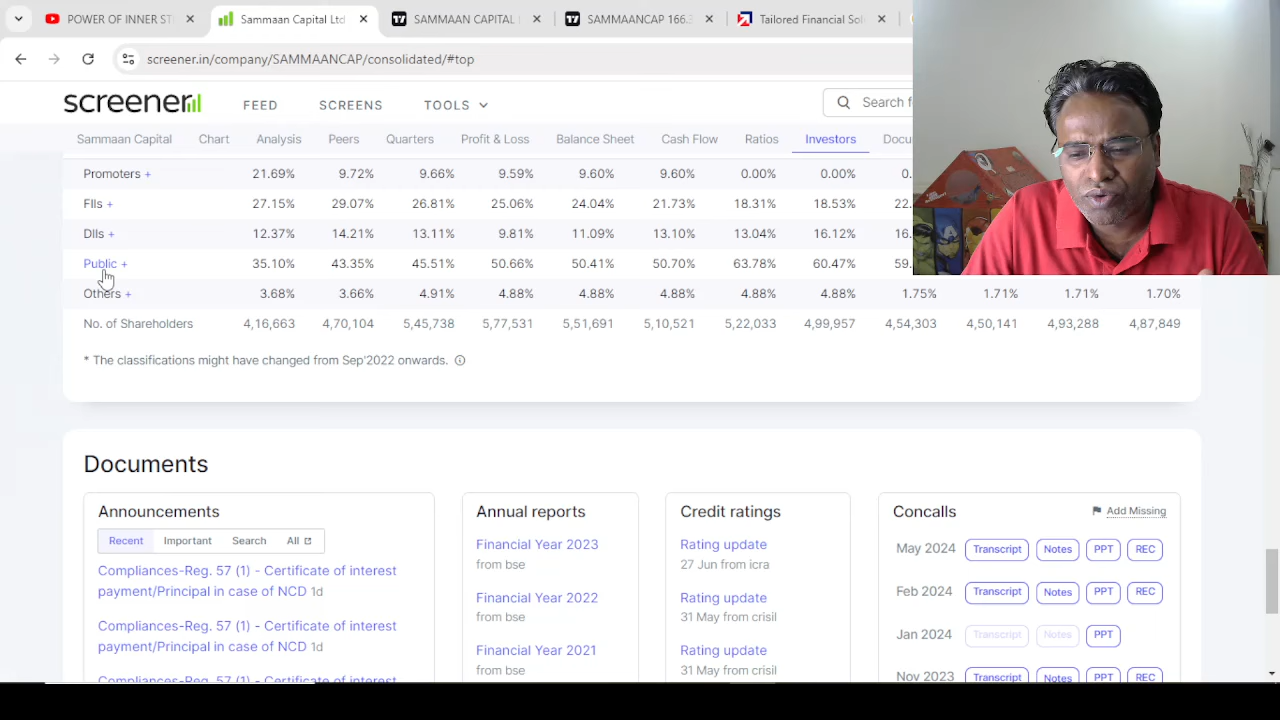 POWER OF INNER ST
Sammaan Capital Ltd
SAMMAAN CAPITAL
SAMMAANCAP 166.
Tailored Financial Sol
screener.in/company/SAMMAANCAP/consolidated/#top
screener FEED SCREENS TOOLS Search f
Sammaan Capital Chart Analysis Peers Quarters Profit & Loss Balance Sheet Cash Flow Ratios Investors Docu
Promoters + 21.69% 9.72% 9.66% 9.59% 9.60% 9.60% 0.00% 0.00% 0.
FIIs + 27.15% 29.07% 26.81% 25.06% 24.04% 21.73% 18.31% 18.53% 22.
DIIs + 12.37% 14.21% 13.11% 9.81% 11.09% 13.10% 13.04% 16.12% 16.
Public + 35.10% 43.35% 45.51% 50.66% 50.41% 50.70% 63.78% 60.47% 59.
Others + 3.68% 3.66% 4.91% 4.88% 4.88% 4.88% 4.88% 4.88% 1.75% 1.71% 1.71% 1.70%
No. of Shareholders 4,16,663 4,70,104 5,45,738 5,77,531 5,51,691 5,10,521 5,22,033 4,99,957 4,54,303 4,50,141 4,93,288 4,87,849
* The classifications might have changed from Sep'2022 onwards.
Documents
Announcements
Recent Important Search All
Compliances-Reg. 57 (1) - Certificate of interest
payment/Principal in case of NCD 1d
Compliances-Reg. 57 (1) - Certificate of interest
payment/Principal in case of NCD 1d
Compliances-Reg. 57 (1) - Certificate of interest
Annual reports
Financial Year 2023
from bse
Financial Year 2022
from bse
Financial Year 2021
from bse
Credit ratings
Rating update
27 Jun from icra
Rating update
31 May from crisil
Rating update
31 May from crisil
Concalls Add Missing
May 2024 Transcript Notes PPT REC
Feb 2024 Transcript Notes PPT REC
Jan 2024 Transcript Notes PPT
Nov 2023 Transcript Notes PPT REC